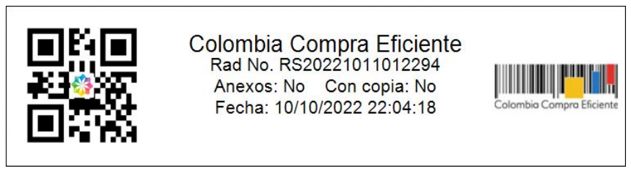 Colombia Compra Eficiente
Rad No. RS20221011012294
Anexos: No Con copia: No
Fecha: 10/10/2022 22:04:18
Colombia Compra Eficiente